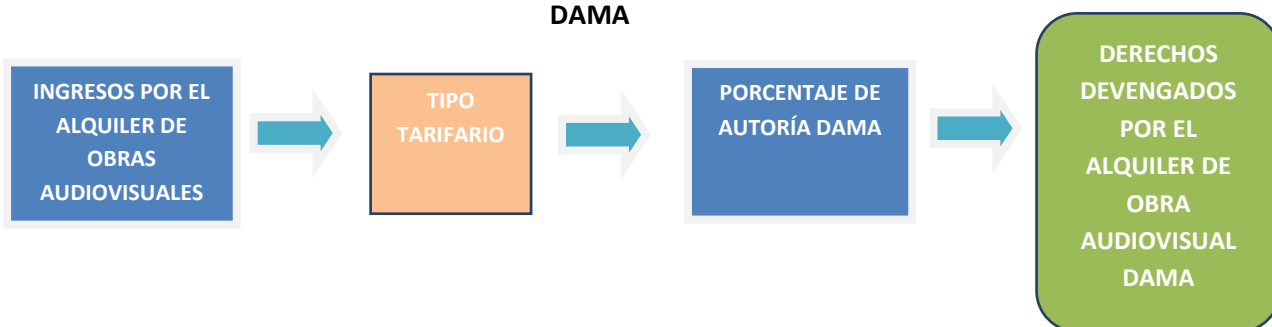 DAMA
INGRESOS POR EL
ALQUILER DE
OBRAS
AUDIOVISUALES
TIPO
TARIFARIO
PORCENTAJE DE
AUTORÍA DAMA
DERECHOS
DEVENGADOS
POR EL
ALQUILER DE
OBRA
AUDIOVISUAL
DAMA